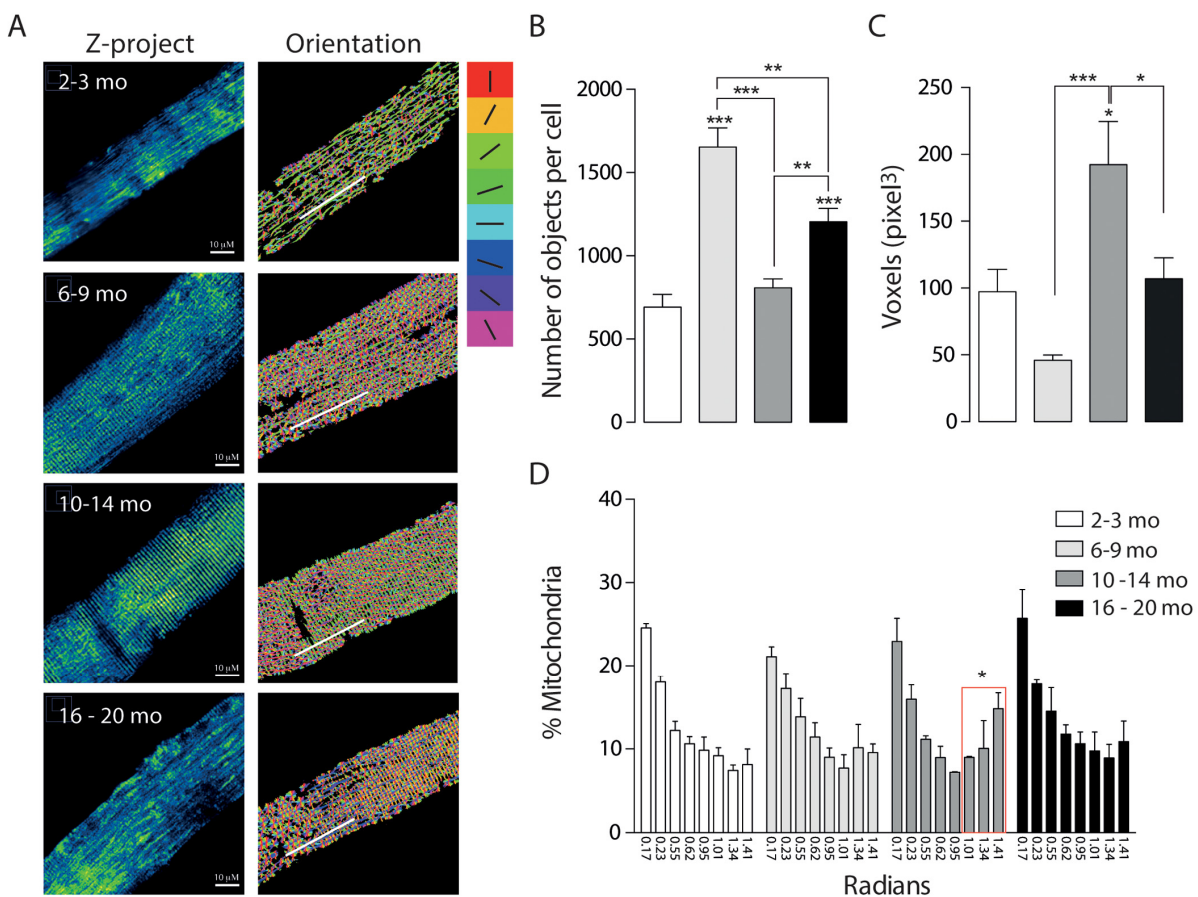 A
Z-project
Orientation
2-3 mo
10 μM
6-9 mo
10 μM
10-14 mo
10 μM
16 - 20 mo
10 μM
B
Number of objects per cell
2000
1500
1000
500
0
**
***
***
**
***
C
Voxels (pixel³)
250
200
150
100
50
0
***
*
*
D
% Mitochondria
40
30
20
10
0
*
2-3 mo
6-9 mo
10 -14 mo
16 - 20 mo
0.17 0.23 0.55 0.62 0.95 1.01 1.34 1.41
0.17 0.23 0.55 0.62 0.95 1.01 1.34 1.41
0.17 0.23 0.55 0.62 0.95 1.01 1.34 1.41
0.17 0.23 0.55 0.62 0.95 1.01 1.34 1.41
Radians